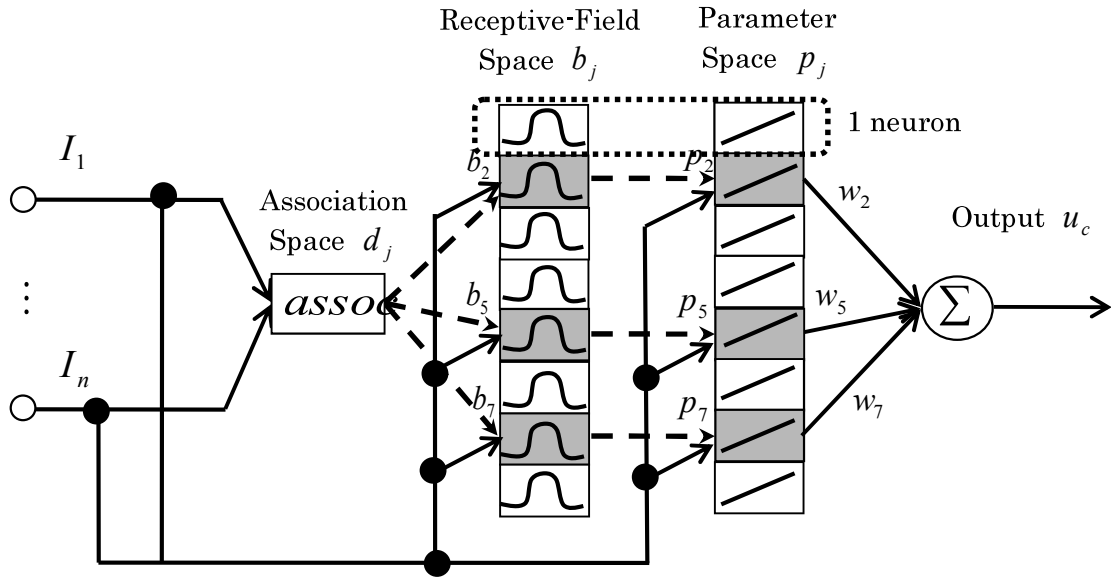 Receptive-Field
Space b_j
Parameter
Space p_j
1 neuron
I_1
Association
Space d_j
assoc
⋮
I_n
b_2
b_5
b_7
p_2
p_5
p_7
w_2
w_5
w_7
Output u_c
Σ